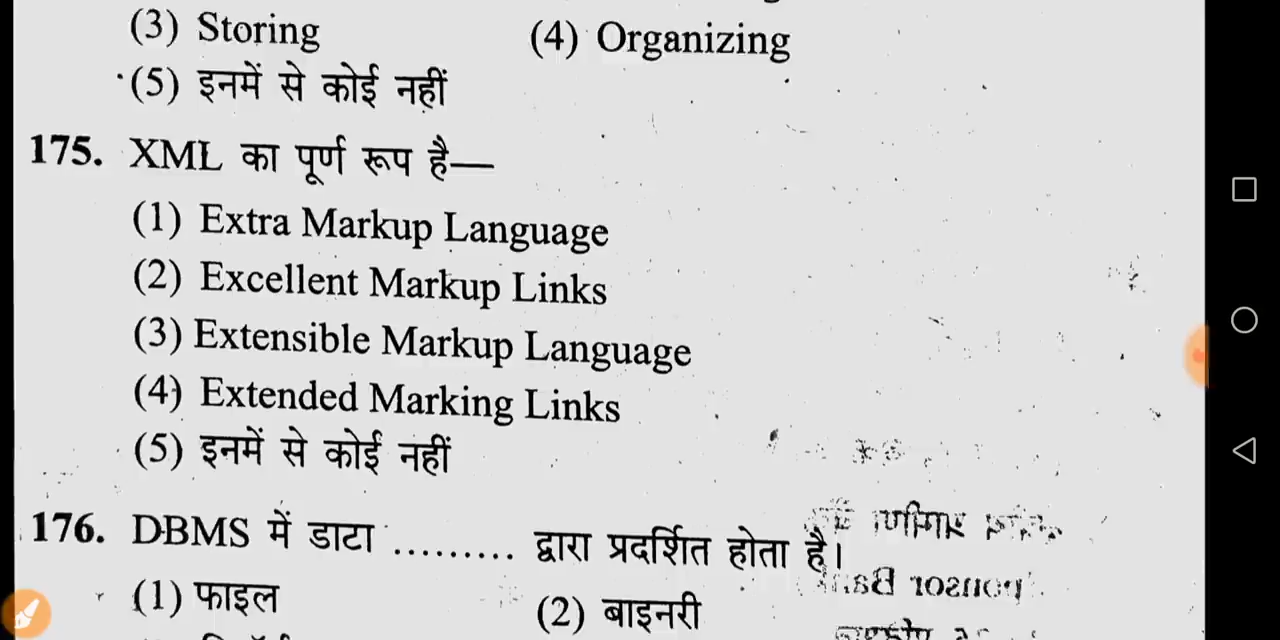 (3) Storing (4) Organizing
(5) इनमें से कोई नहीं
175. XML का पूर्ण रूप है—
(1) Extra Markup Language
(2) Excellent Markup Links
(3) Extensible Markup Language
(4) Extended Marking Links
(5) इनमें से कोई नहीं
176. DBMS में डाटा ......... द्वारा प्रदर्शित होता है।
(1) फाइल (2) बाइनरी